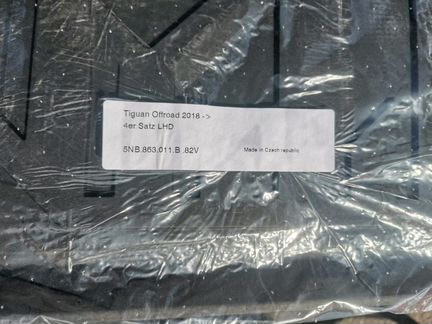 Tiguan Offroad 2018 ->
4er Satz LHD
5NB.863.011.B .82V
Made in Czech republic